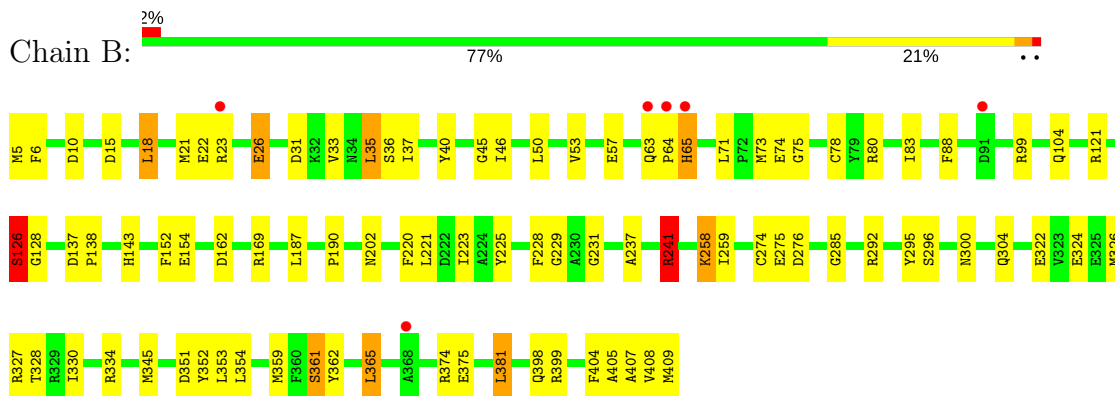 2%
Chain B:
77% 21% ..
M5 F6 D10 D15 L18 M21 E22 R23 E26 D31 K32 V33 N34 L35 S36 I37 Y40 G45 I46 L50 V53 E57 Q63 P64 H65 L71 P72 M73 E74 G75 C78 Y79 R80 I83 F88 D91 R99 Q104 R121
S126 G128 D137 P138 H143 F152 E154 D162 R169 L187 P190 N202 F220 L221 D222 I223 A224 Y225 F228 G229 A230 G231 A237 R241 K258 I259 C274 E275 D276 G285 R292 Y295 S296 N300 Q304 E322 V323 E324 E325 M326
R327 T328 R329 I330 R334 M345 D351 Y352 L353 L354 M359 F360 S361 Y362 L365 A368 R374 E375 L381 Q398 R399 F404 A405 A407 V408 M409